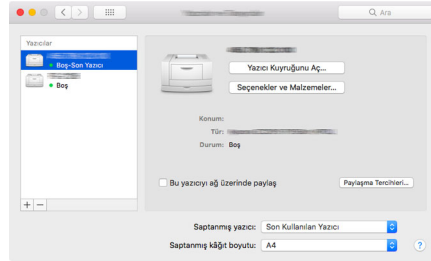 Ara
Yazıcılar
Boş-Son Yazıcı
Boş
Yazıcı Kuyruğunu Aç...
Seçenekler ve Malzemeler...
Konum:
Tür:
Durum: Boş
Bu yazıcıyı ağ üzerinde paylaş
Paylaşma Tercihleri...
+ −
Saptanmış yazıcı: Son Kullanılan Yazıcı
Saptanmış kâğıt boyutu: A4
?